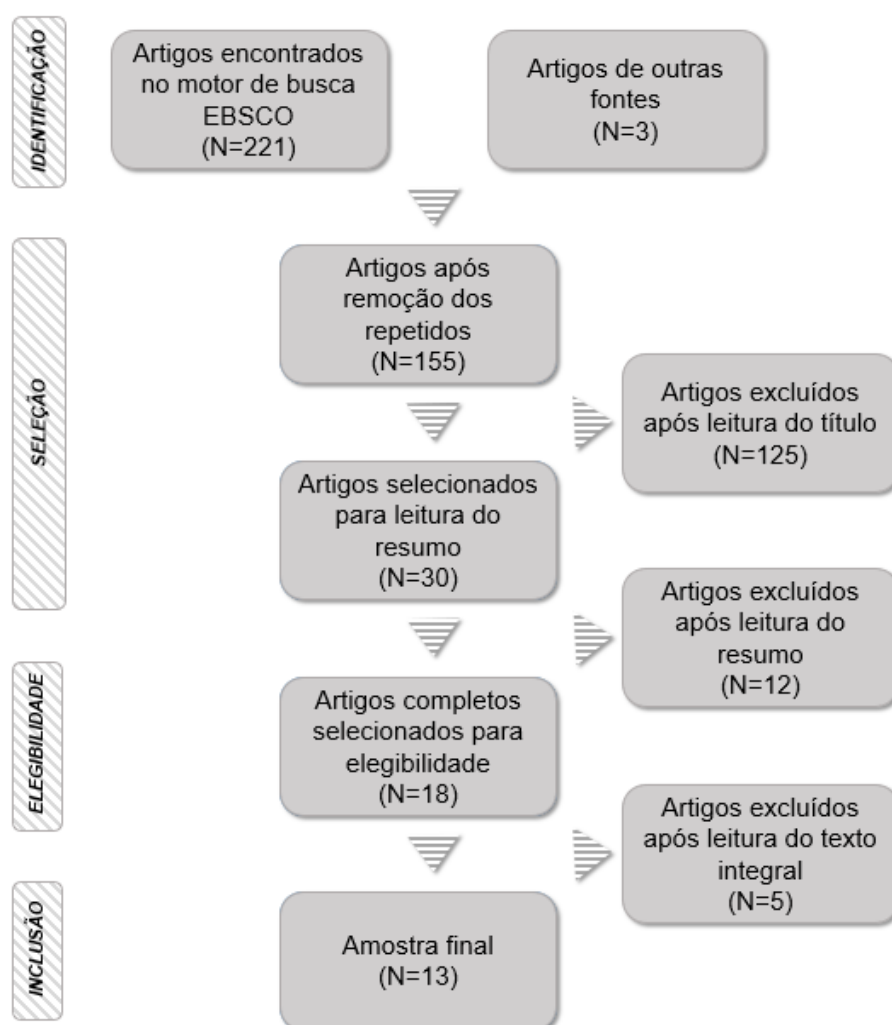 IDENTIFICAÇÃO
Artigos encontrados
no motor de busca
EBSCO
(N=221)
Artigos de outras
fontes
(N=3)
SELEÇÃO
Artigos após
remoção dos
repetidos
(N=155)
Artigos excluídos
após leitura do título
(N=125)
Artigos selecionados
para leitura do
resumo
(N=30)
Artigos excluídos
após leitura do
resumo
(N=12)
ELEGIBILIDADE
Artigos completos
selecionados para
elegibilidade
(N=18)
Artigos excluídos
após leitura do texto
integral
(N=5)
INCLUSÃO
Amostra final
(N=13)